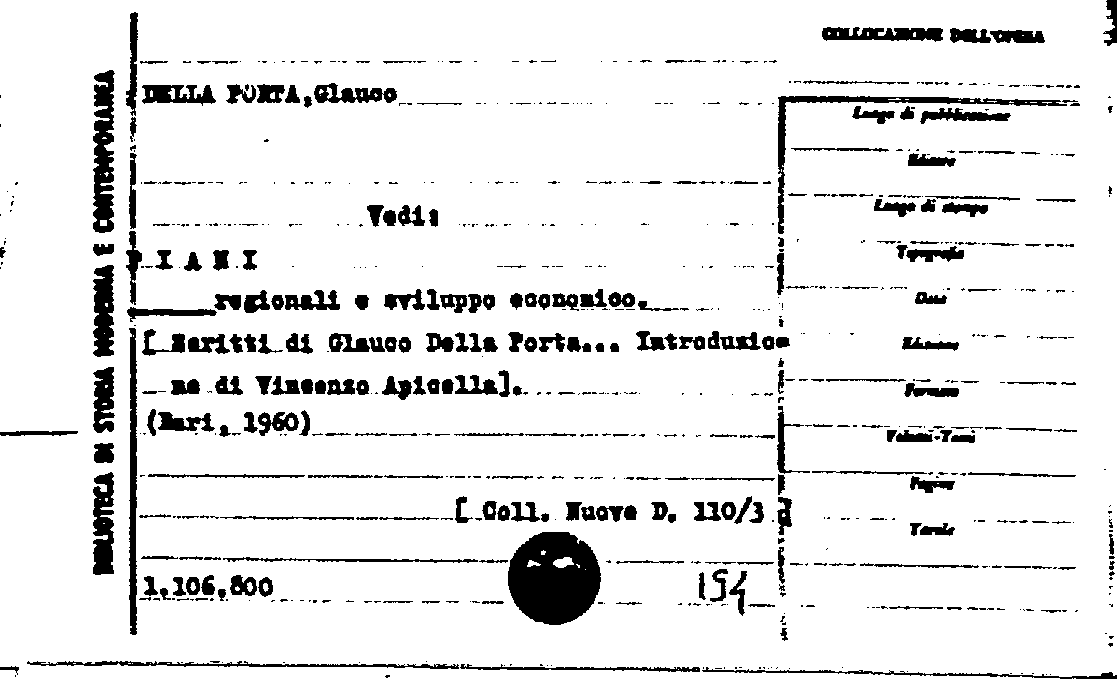 COLLOCAZIONE DELL'OPERA
BIBLIOTECA DI STORIA MODERNA E CONTEMPORANEA
DELLA PORTA,Glauco
Vedi:
P I A N I
regionali e sviluppo economico.
[ Scritti di Glauco Della Porta... Introduzio=
ne di Vincenzo Apicella].
(Bari, 1960)
[ Coll. Nuove D. 110/3
1.106.800
194
Luogo di pubblicazione
Editore
Luogo di stampa
Tipografia
Data
Edizione
Formato
Volumi-Tomi
Pagine
Tavole